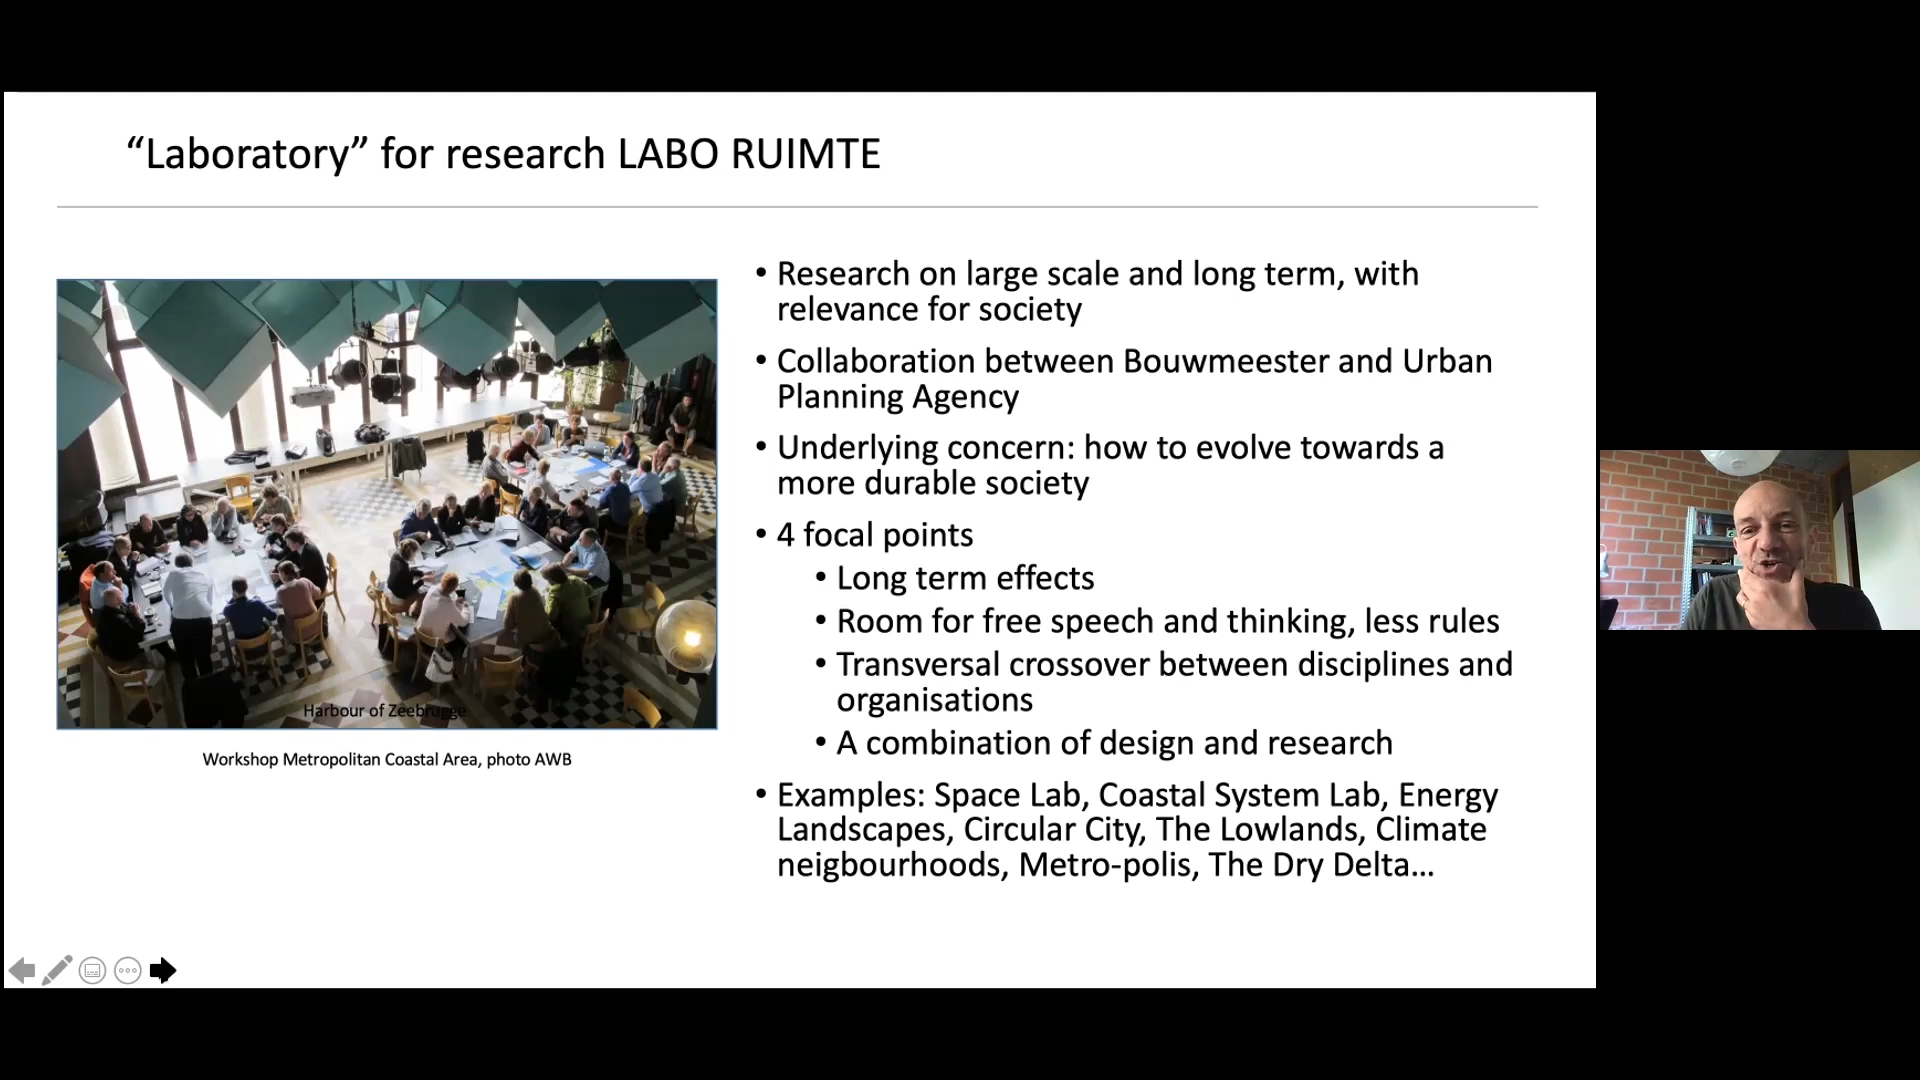 “Laboratory” for research LABO RUIMTE
Harbour of Zeebrugge
Workshop Metropolitan Coastal Area, photo AWB
• Research on large scale and long term, with
relevance for society
• Collaboration between Bouwmeester and Urban
Planning Agency
• Underlying concern: how to evolve towards a
more durable society
• 4 focal points
• Long term effects
• Room for free speech and thinking, less rules
• Transversal crossover between disciplines and
organisations
• A combination of design and research
• Examples: Space Lab, Coastal System Lab, Energy
Landscapes, Circular City, The Lowlands, Climate
neigbourhoods, Metro-polis, The Dry Delta...